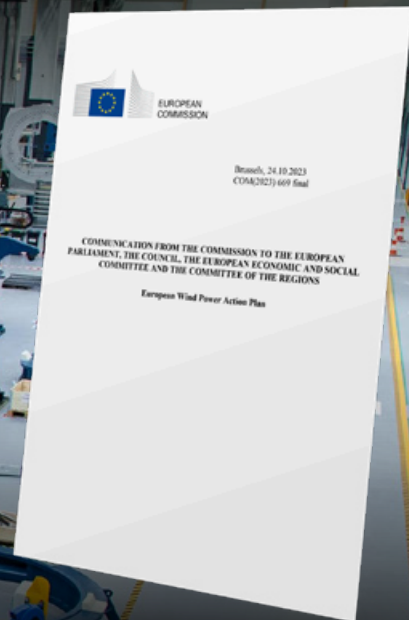 EUROPEAN
COMMISSION
Brussels, 24.10.2023
COM(2023) 669 final
COMMUNICATION FROM THE COMMISSION TO THE EUROPEAN
PARLIAMENT, THE COUNCIL, THE EUROPEAN ECONOMIC AND SOCIAL
COMMITTEE AND THE COMMITTEE OF THE REGIONS
European Wind Power Action Plan